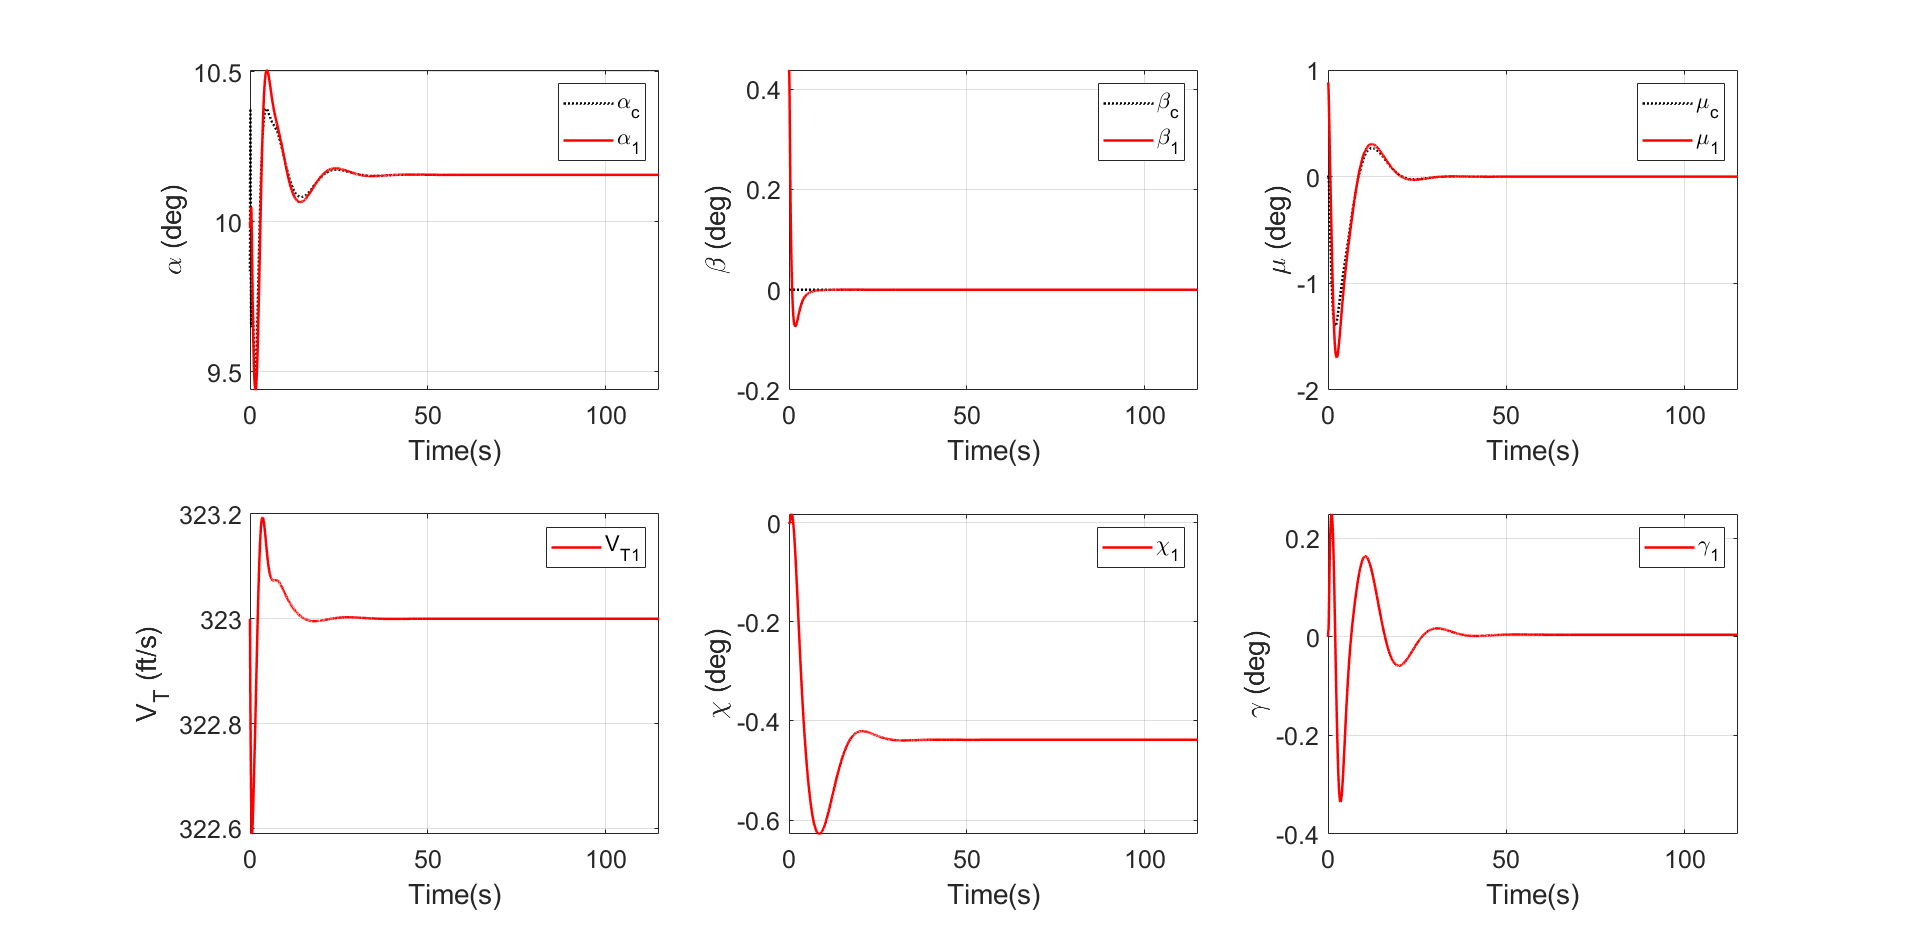 10.5
10
9.5
0
50
100
α (deg)
Time(s)
α_c
α_1
0.4
0.2
0
-0.2
0
50
100
β (deg)
Time(s)
β_c
β_1
1
0
-1
-2
0
50
100
μ (deg)
Time(s)
μ_c
μ_1
323.2
323
322.8
322.6
0
50
100
V_T (ft/s)
Time(s)
V_T1
0
-0.2
-0.4
-0.6
0
50
100
χ (deg)
Time(s)
χ_1
0.2
0
-0.2
-0.4
0
50
100
γ (deg)
Time(s)
γ_1